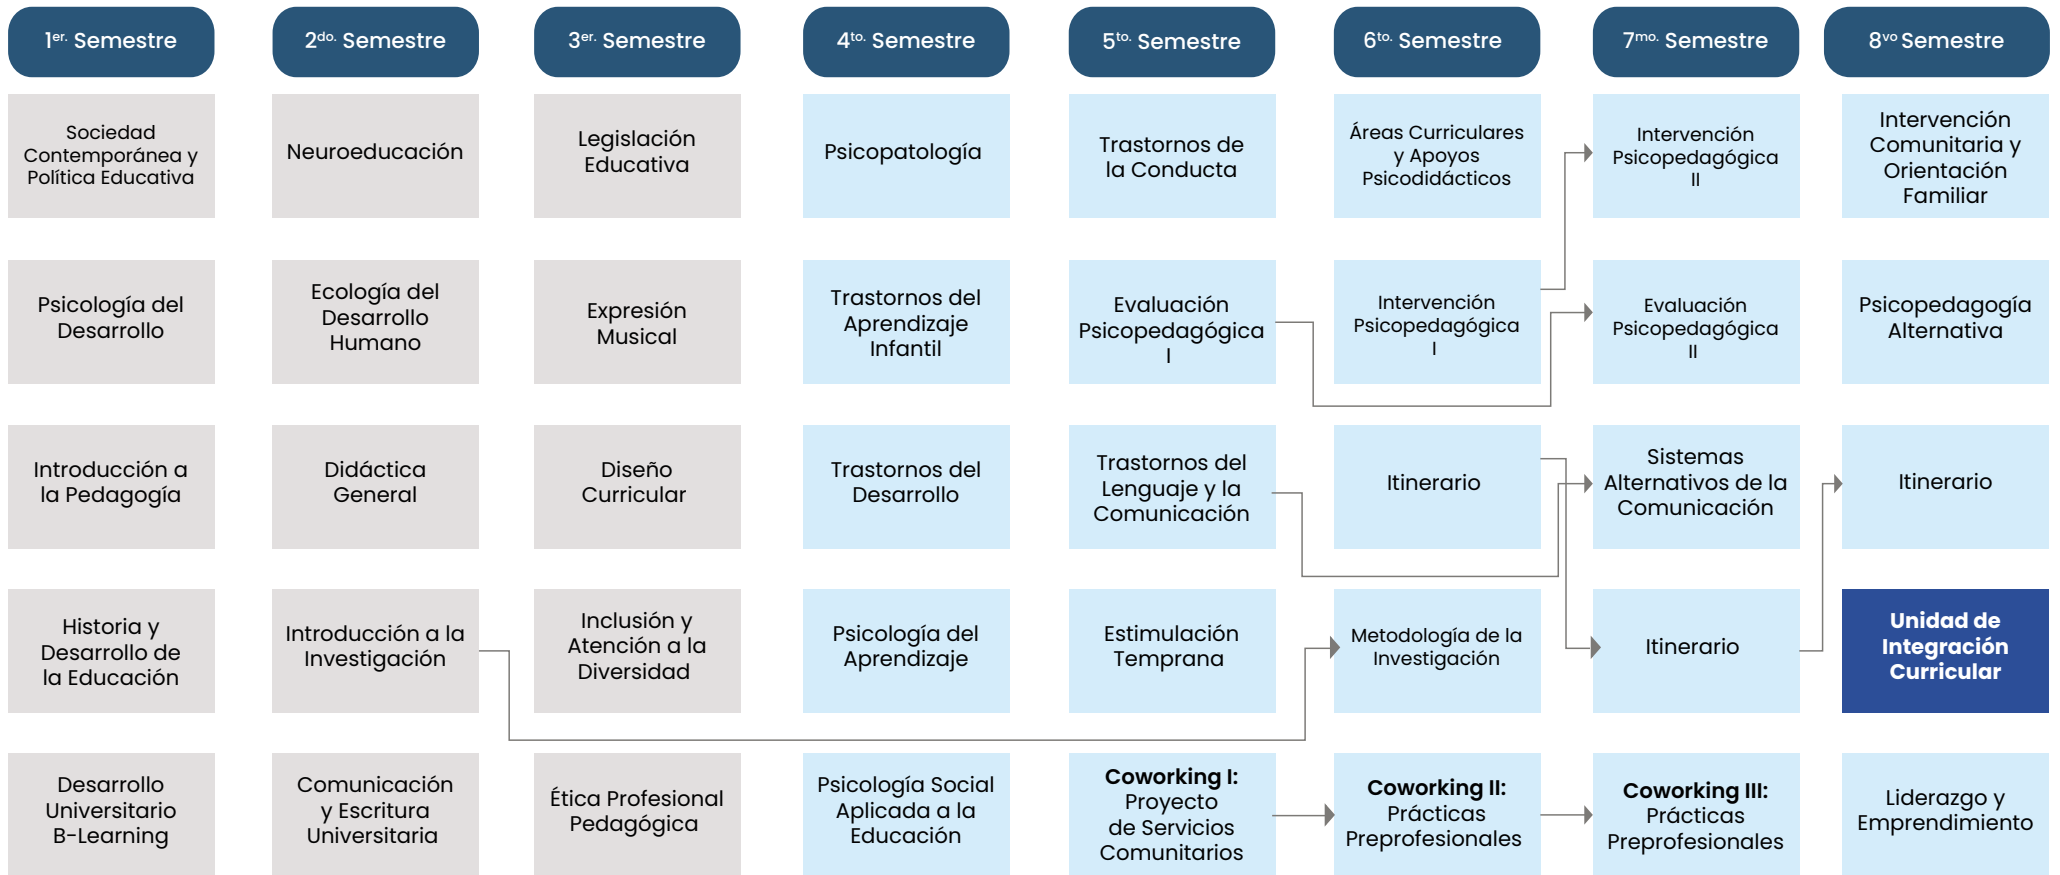 1er. Semestre
2do. Semestre
3er. Semestre
4to. Semestre
5to. Semestre
6to. Semestre
7mo. Semestre
8vo Semestre
Sociedad
Contemporánea y
Política Educativa
Neuroeducación
Legislación
Educativa
Psicopatología
Trastornos de
la Conducta
Áreas Curriculares
y Apoyos
Psicodidácticos
Intervención
Psicopedagógica
II
Intervención
Comunitaria y
Orientación
Familiar
Psicología del
Desarrollo
Ecología del
Desarrollo
Humano
Expresión
Musical
Trastornos del
Aprendizaje
Infantil
Evaluación
Psicopedagógica
I
Intervención
Psicopedagógica
I
Evaluación
Psicopedagógica
II
Psicopedagogía
Alternativa
Introducción a
la Pedagogía
Didáctica
General
Diseño
Curricular
Trastornos del
Desarrollo
Trastornos del
Lenguaje y la
Comunicación
Itinerario
Sistemas
Alternativos de la
Comunicación
Itinerario
Historia y
Desarrollo de
la Educación
Introducción a la
Investigación
Inclusión y
Atención a la
Diversidad
Psicología del
Aprendizaje
Estimulación
Temprana
Metodología de la
Investigación
Itinerario
Unidad de
Integración
Curricular
Desarrollo
Universitario
B-Learning
Comunicación
y Escritura
Universitaria
Ética Profesional
Pedagógica
Psicología Social
Aplicada a la
Educación
Coworking I:
Proyecto
de Servicios
Comunitarios
Coworking II:
Prácticas
Preprofesionales
Coworking III:
Prácticas
Preprofesionales
Liderazgo y
Emprendimiento